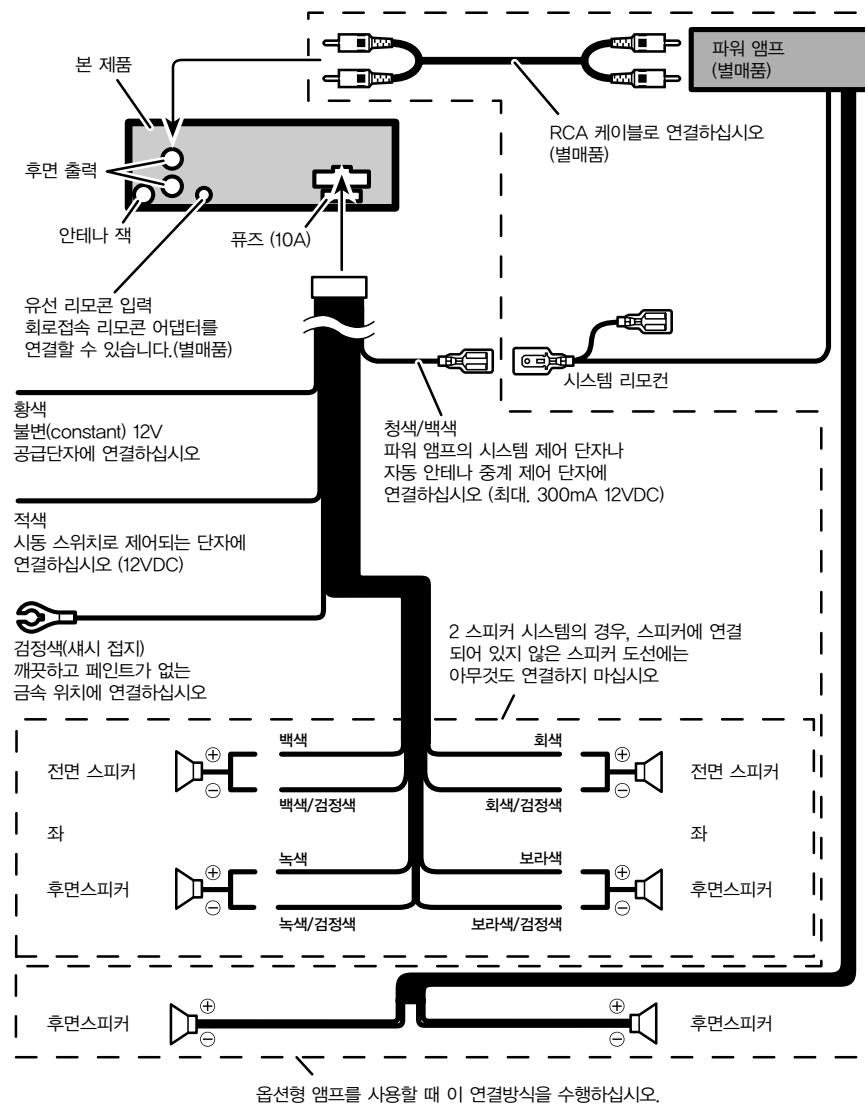 파워 앰프
(별매품)
본 제품
RCA 케이블로 연결하십시오
(별매품)
후면 출력
안테나 잭
퓨즈 (10A)
유선 리모콘 입력
회로접속 리모콘 어댑터를
연결할 수 있습니다.(별매품)
시스템 리모컨
황색
불변(constant) 12V
공급단자에 연결하십시오
청색/백색
파워 앰프의 시스템 제어 단자나
자동 안테나 중계 제어 단자에
연결하십시오 (최대, 300mA 12VDC)
적색
시동 스위치로 제어되는 단자에
연결하십시오 (12VDC)
검정색(섀시 접지)
깨끗하고 페인트가 없는
금속 위치에 연결하십시오
2 스피커 시스템의 경우, 스피커에 연결
되어 있지 않은 스피커 도선에는
아무것도 연결하지 마십시오
전면 스피커
⊕
⊖
백색
백색/검정색
회색
회색/검정색
⊕
⊖
전면 스피커
좌
좌
후면스피커
⊕
⊖
녹색
녹색/검정색
보라색
보라색/검정색
⊕
⊖
후면스피커
후면스피커
⊕
⊖
⊕
⊖
후면스피커
옵션형 앰프를 사용할 때 이 연결방식을 수행하십시오.